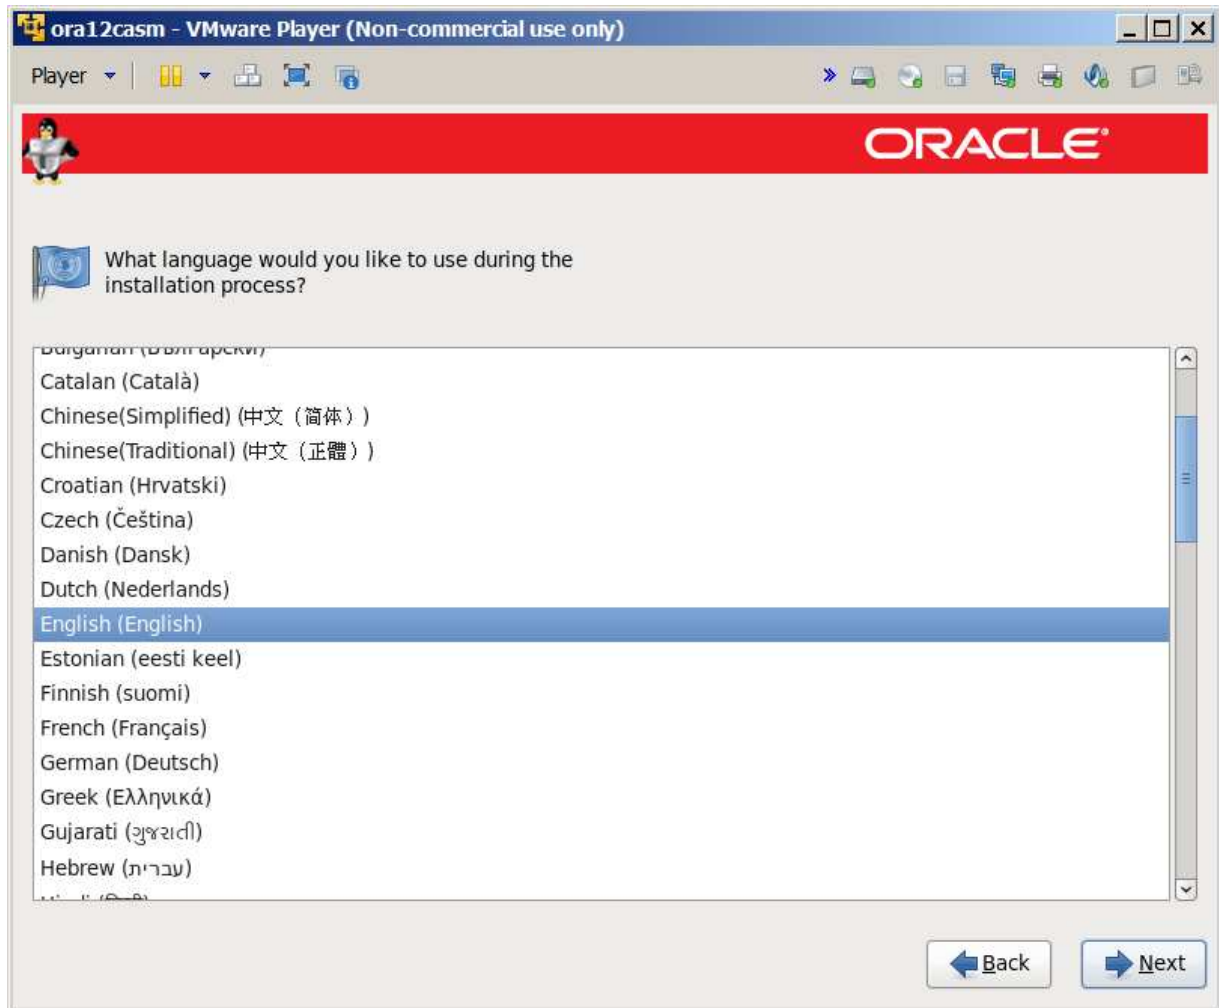 ora12casm - VMware Player (Non-commercial use only)
Player
ORACLE
What language would you like to use during the
installation process?
Catalan (Català)
Chinese(Simplified) (中文（简体）)
Chinese(Traditional) (中文（正體）)
Croatian (Hrvatski)
Czech (Čeština)
Danish (Dansk)
Dutch (Nederlands)
English (English)
Estonian (eesti keel)
Finnish (suomi)
French (Français)
German (Deutsch)
Greek (Ελληνικά)
Gujarati (ગુજરાતી)
Hebrew (עברית)
Back
Next